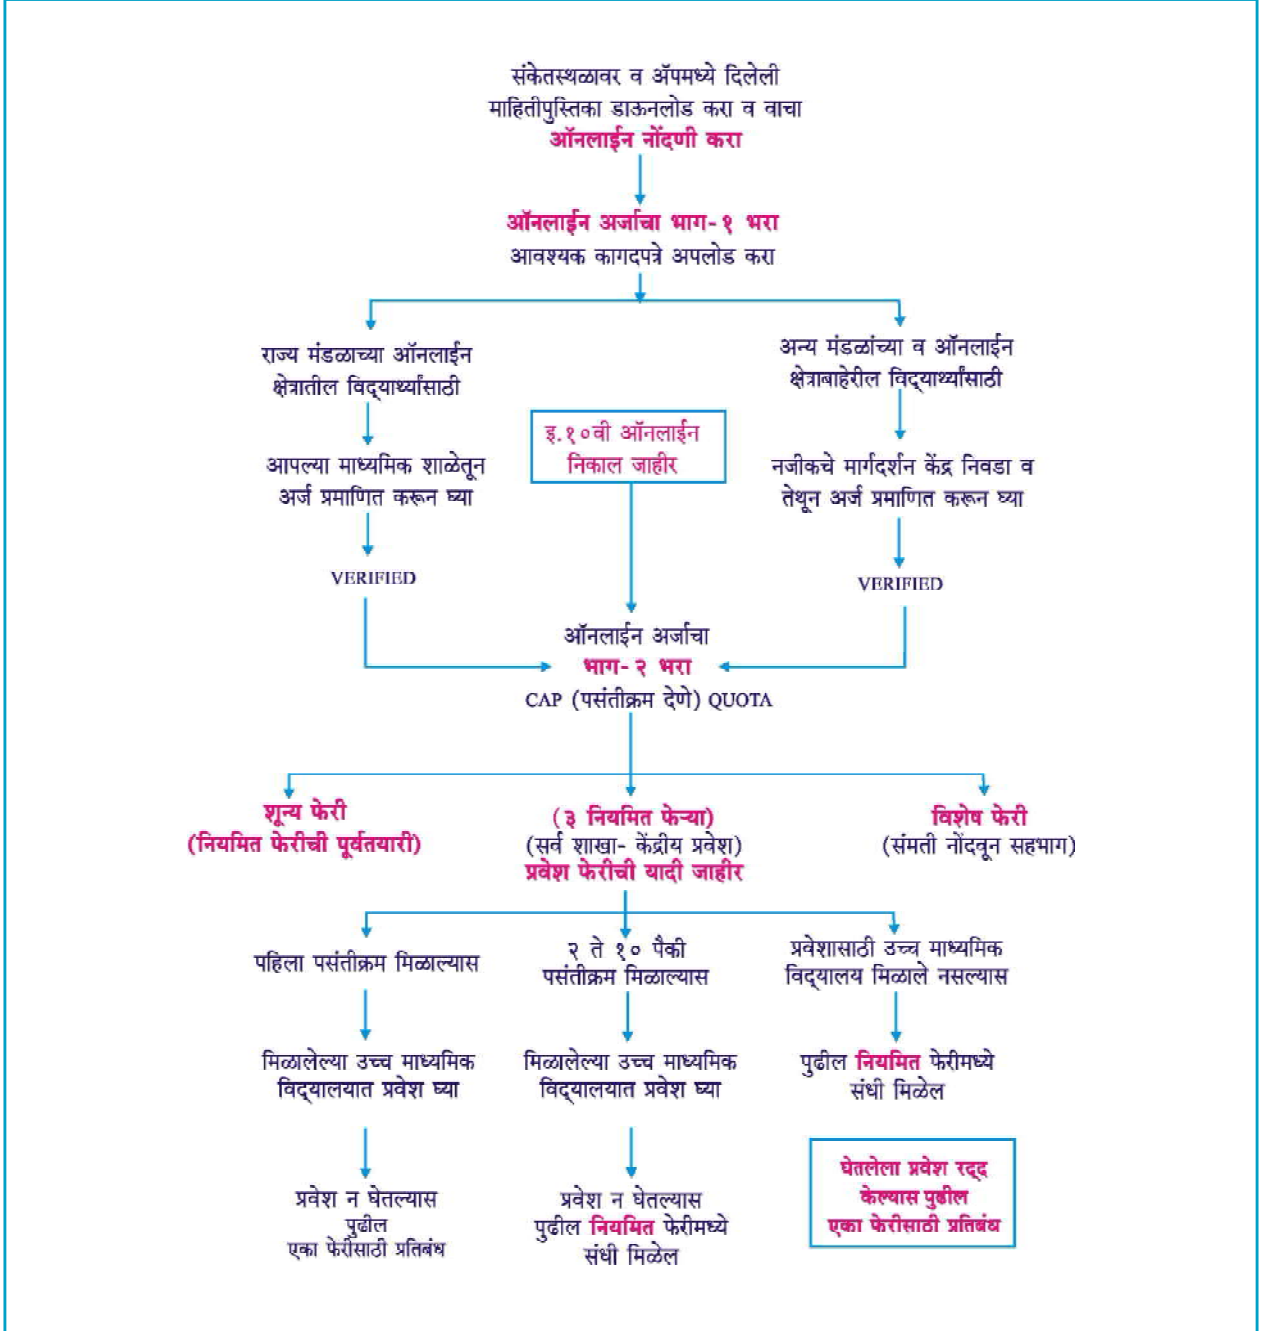 संकेतस्थळावर व ॲपमध्ये दिलेली
माहितीपुस्तिका डाऊनलोड करा व वाचा
ऑनलाईन नोंदणी करा
ऑनलाईन अर्जाचा भाग-१ भरा
आवश्यक कागदपत्रे अपलोड करा
राज्य मंडळाच्या ऑनलाईन
क्षेत्रातील विद्‌यार्थ्यांसाठी
अन्य मंडळांच्या व ऑनलाईन
क्षेत्राबाहेरील विद्‌यार्थ्यांसाठी
इ.१०वी ऑनलाईन
निकाल जाहीर
आपल्या माध्यमिक शाळेतून
अर्ज प्रमाणित करून घ्या
नजीकचे मार्गदर्शन केंद्र निवडा व
तेथून अर्ज प्रमाणित करून घ्या
VERIFIED
VERIFIED
ऑनलाईन अर्जाचा
भाग-२ भरा
CAP (पसंतीक्रम देणे) QUOTA
शून्य फेरी
(नियमित फेरीची पूर्वतयारी)
(३ नियमित फेऱ्या)
(सर्व शाखा- केंद्रीय प्रवेश)
प्रवेश फेरीची यादी जाहीर
विशेष फेरी
(संमती नोंदवून सहभाग)
पहिला पसंतीक्रम मिळाल्यास
२ ते १० पैकी
पसंतीक्रम मिळाल्यास
प्रवेशासाठी उच्च माध्यमिक
विद्‌यालय मिळाले नसल्यास
मिळालेल्या उच्च माध्यमिक
विद्‌यालयात प्रवेश घ्या
मिळालेल्या उच्च माध्यमिक
विद्‌यालयात प्रवेश घ्या
पुढील नियमित फेरीमध्ये
संधी मिळेल
प्रवेश न घेतल्यास
पुढील
एका फेरीसाठी प्रतिबंध
प्रवेश न घेतल्यास
पुढील नियमित फेरीमध्ये
संधी मिळेल
घेतलेला प्रवेश रद्‌द
केल्यास पुढील
एका फेरीसाठी प्रतिबंध